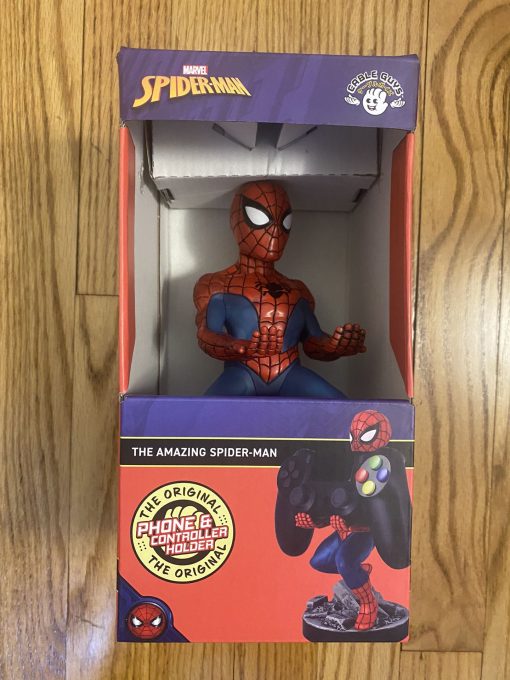 MARVEL
SPIDER-MAN
CABLE GUYS
THE AMAZING SPIDER-MAN
THE ORIGINAL
PHONE &
CONTROLLER
HOLDER
THE ORIGINAL